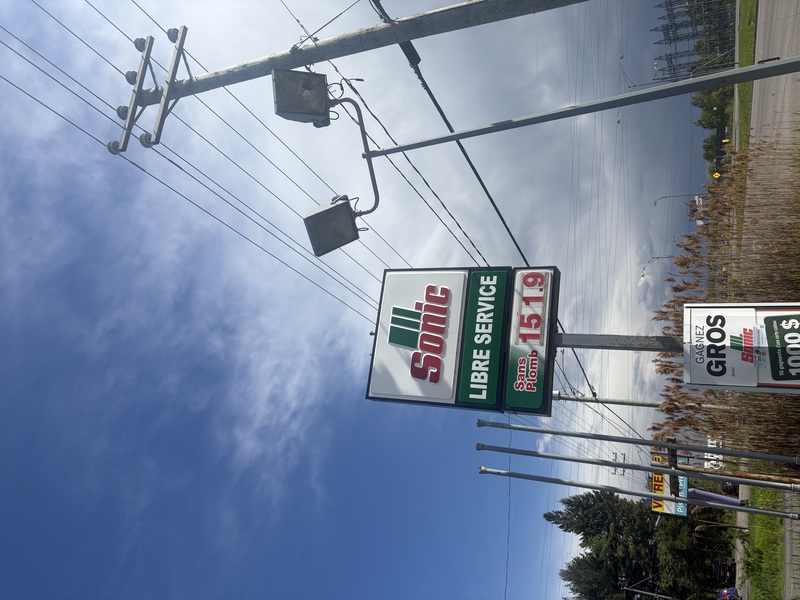 Sonic
LIBRE SERVICE
Sans
Plomb
151.9
GAGNEZ
GROS
Sonic
1000 $